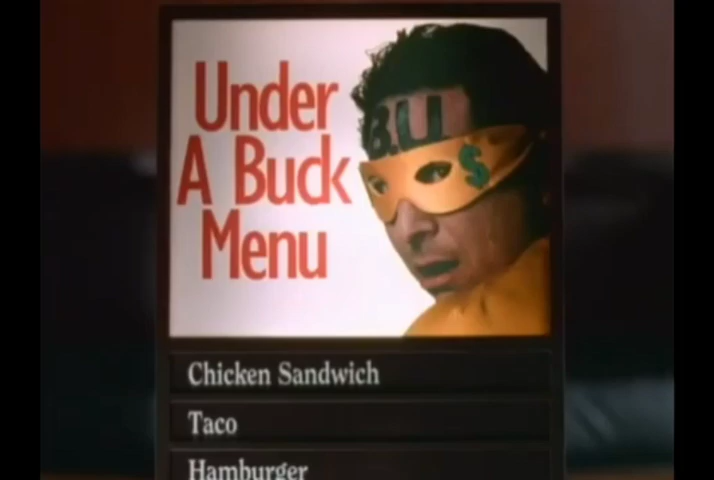 Under
A Buck
Menu
B.U.
$
Chicken Sandwich
Taco
Hamburger